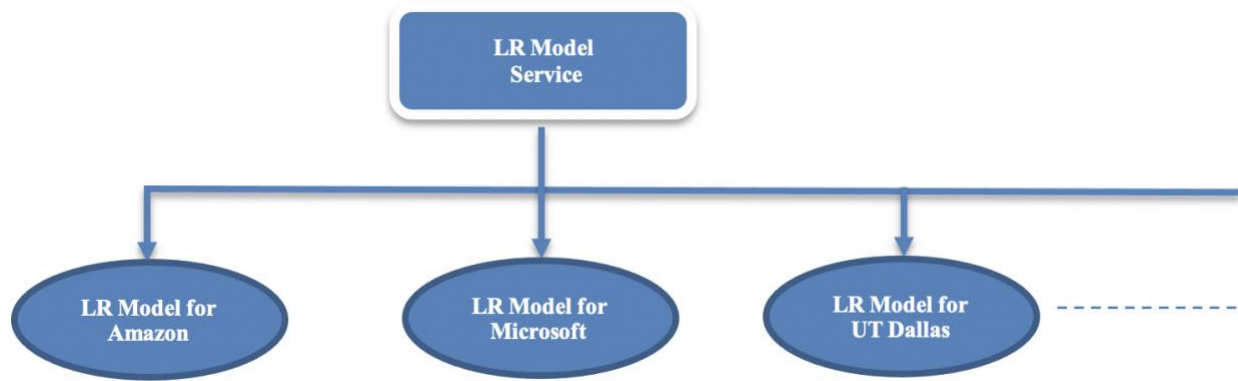 LR Model
Service
LR Model for
Amazon
LR Model for
Microsoft
LR Model for
UT Dallas